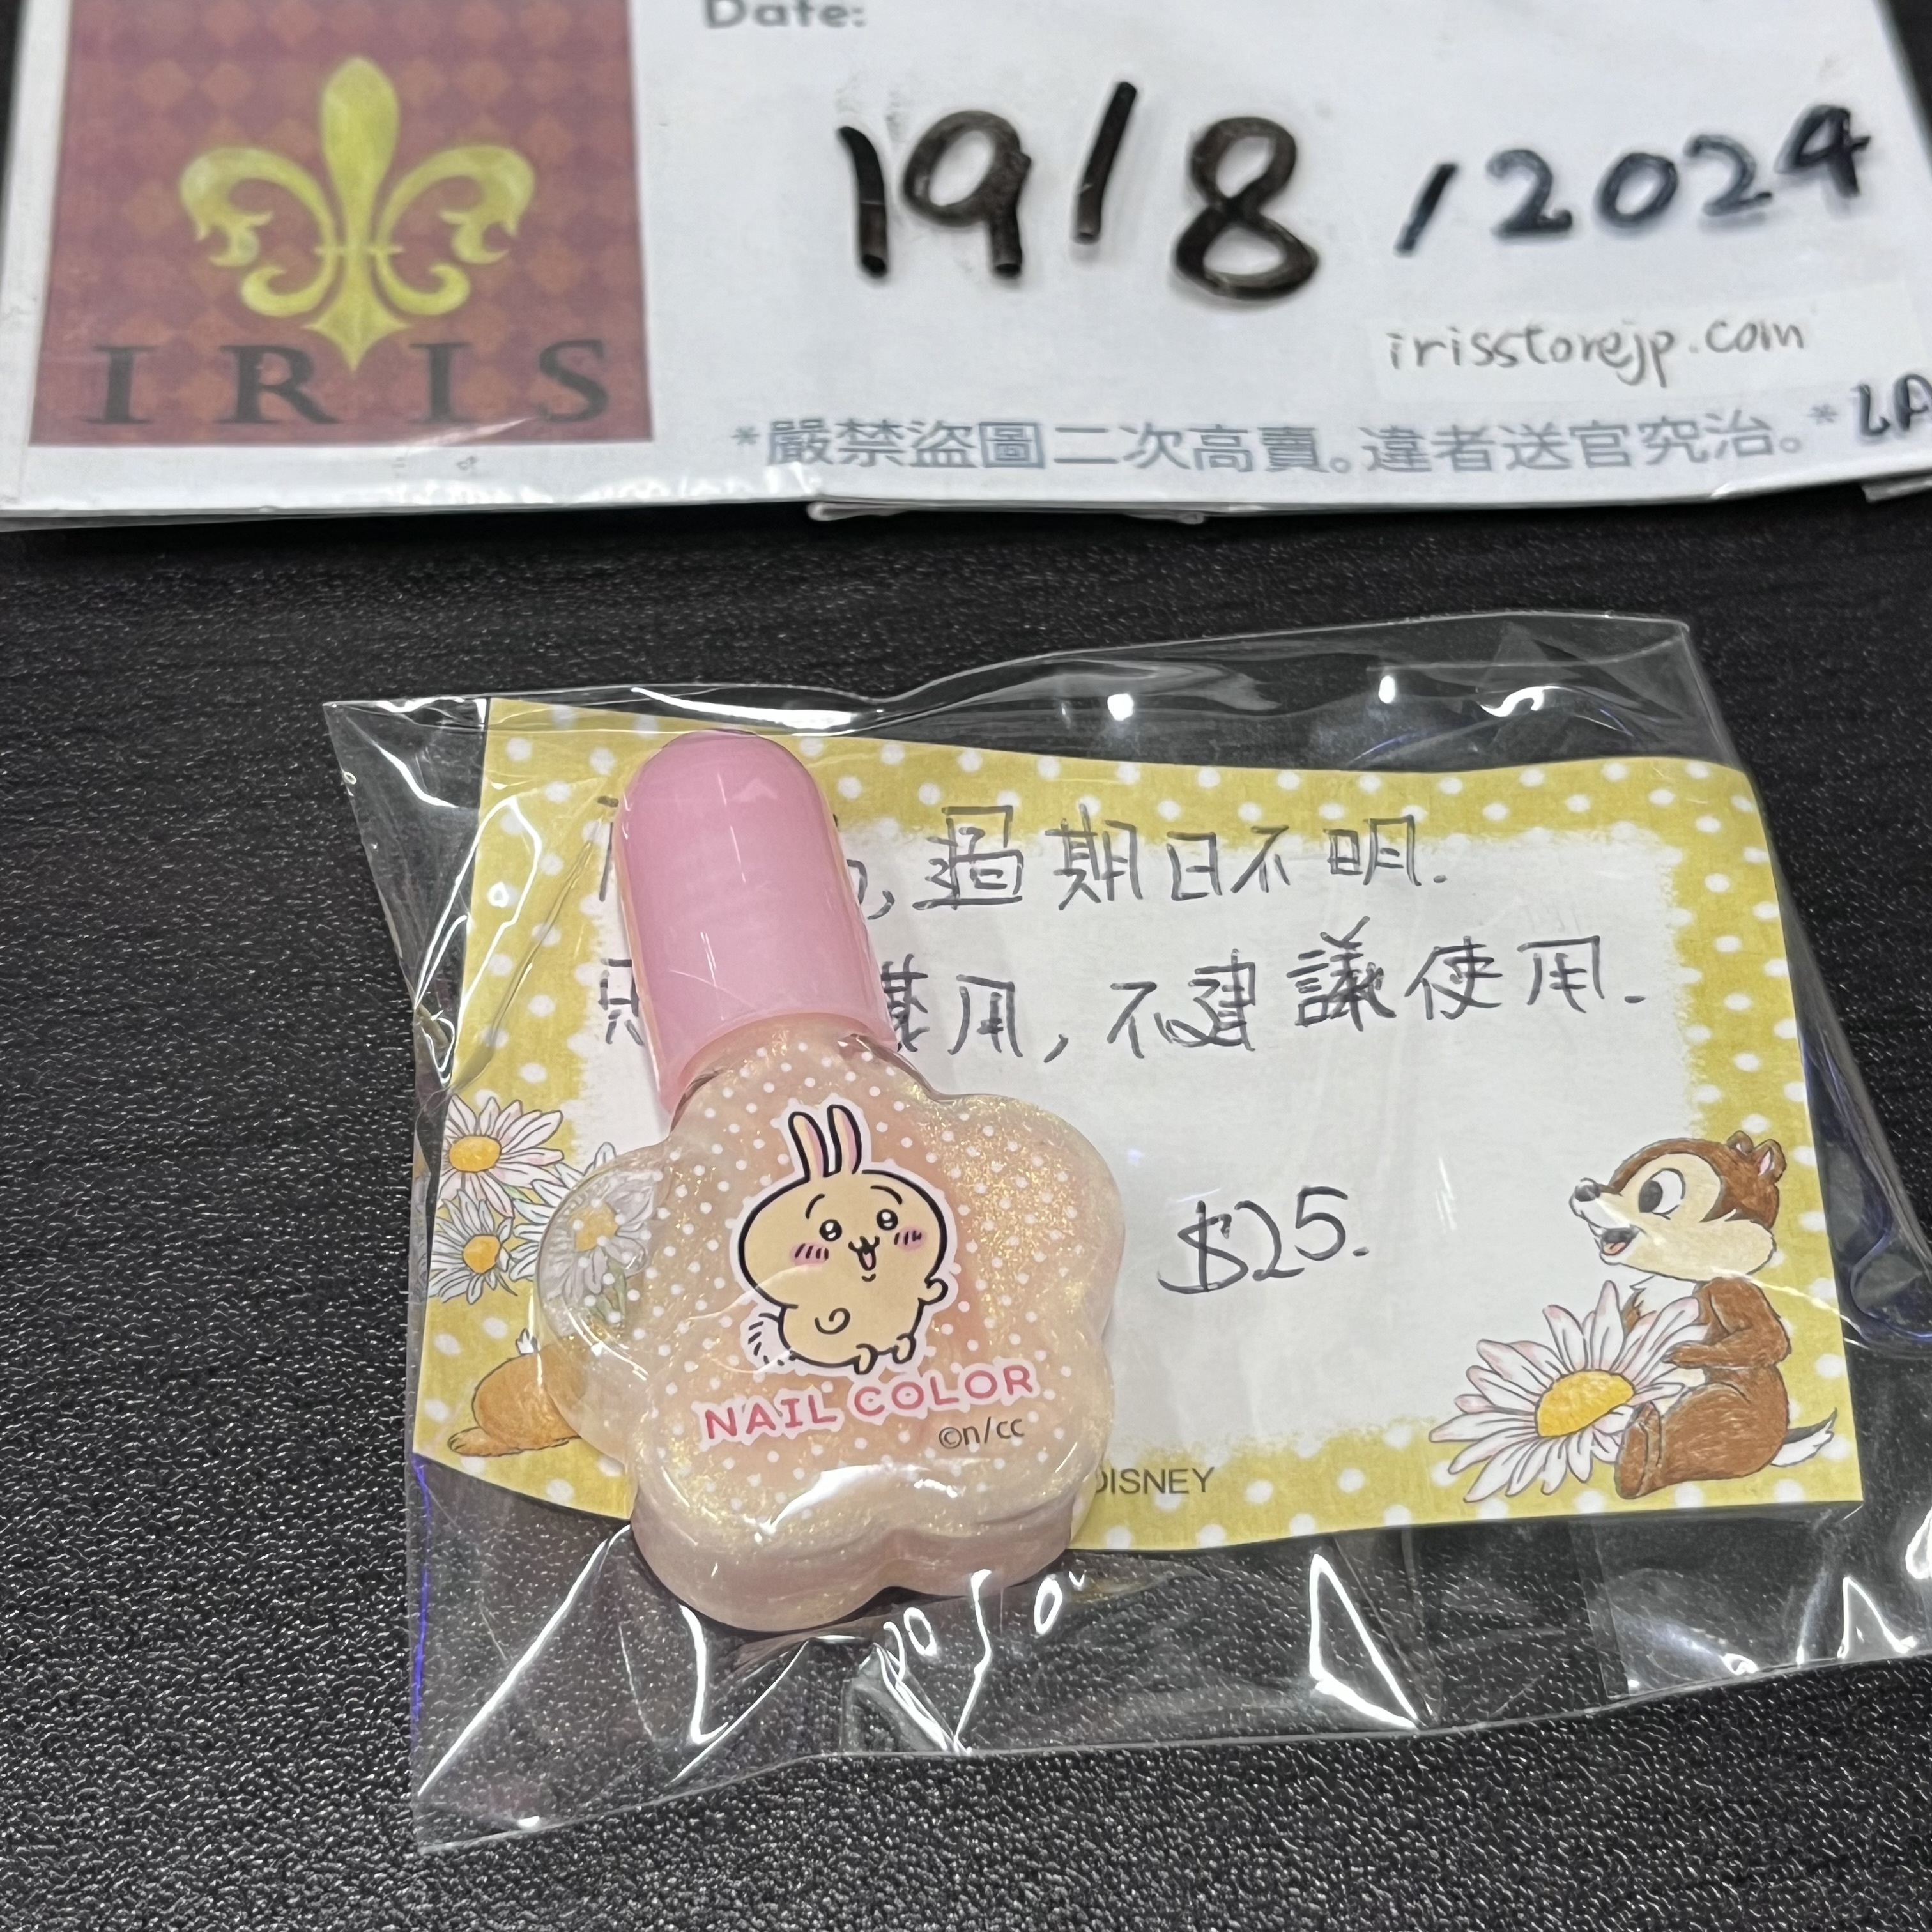 Date:
19/8/2024
IRIS
irisstorejp.com
*嚴禁盜圖二次高賣。違者送官究治。*
過期日不明.
用,不建議使用.
$25.
NAIL COLOR
©n/cc
DISNEY